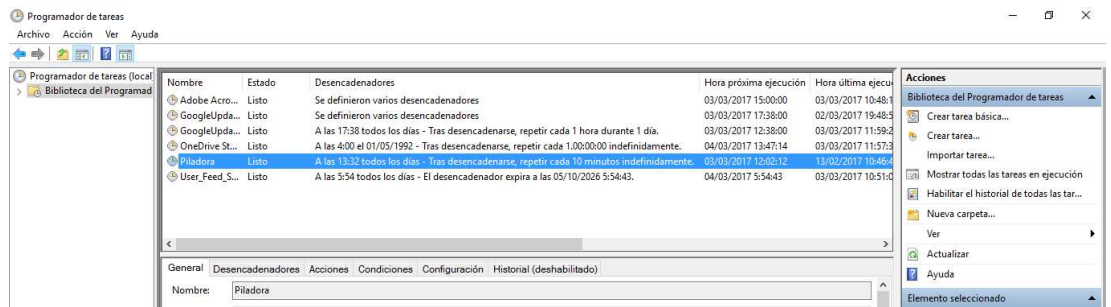 Programador de tareas
Archivo Acción Ver Ayuda
Programador de tareas (local
Biblioteca del Programad
Nombre Estado Desencadenadores Hora próxima ejecución Hora última ejecu
Adobe Acro... Listo Se definieron varios desencadenadores 03/03/2017 15:00:00 03/03/2017 10:48:1
GoogleUpda... Listo Se definieron varios desencadenadores 03/03/2017 17:38:00 02/03/2017 19:48:5
GoogleUpda... Listo A las 17:38 todos los días - Tras desencadenarse, repetir cada 1 hora durante 1 día. 03/03/2017 12:38:00 03/03/2017 11:59:2
OneDrive St... Listo A las 4:00 el 01/05/1992 - Tras desencadenarse, repetir cada 1.00:00:00 indefinidamente. 04/03/2017 13:47:14 03/03/2017 11:57:3
Piladora Listo A las 13:32 todos los días - Tras desencadenarse, repetir cada 10 minutos indefinidamente. 03/03/2017 12:02:12 13/02/2017 10:46:4
User_Feed_S... Listo A las 5:54 todos los días - El desencadenador expira a las 05/10/2026 5:54:43. 04/03/2017 5:54:43 03/03/2017 10:51:0
General Desencadenadores Acciones Condiciones Configuración Historial (deshabilitado)
Nombre: Piladora
Acciones
Biblioteca del Programador de tareas
Crear tarea básica...
Crear tarea...
Importar tarea...
Mostrar todas las tareas en ejecución
Habilitar el historial de todas las tar...
Nueva carpeta...
Ver
Actualizar
Ayuda
Elemento seleccionado